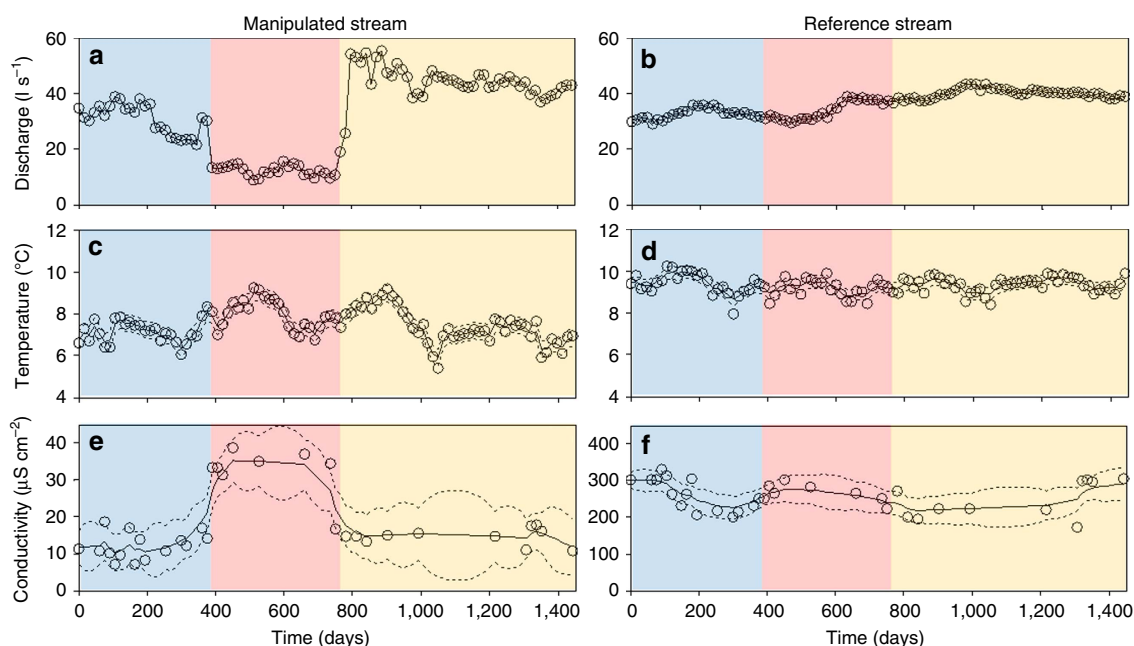 Manipulated stream
Reference stream
a
b
Discharge (l s⁻¹)
60
40
20
0
60
40
20
0
c
d
Temperature (°C)
12
10
8
6
4
12
10
8
6
4
e
f
Conductivity (μS cm⁻²)
40
30
20
10
0
400
300
200
100
0
0 200 400 600 800 1,000 1,200 1,400
0 200 400 600 800 1,000 1,200 1,400
Time (days)
Time (days)